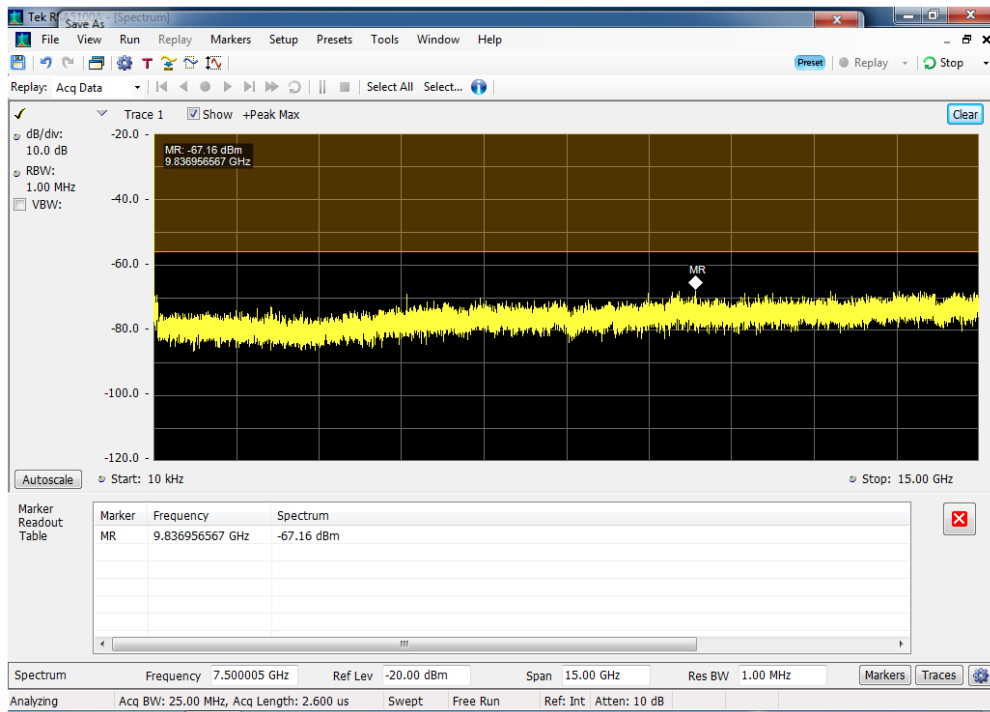 Tek RSA5100A - [Spectrum]
Save As
File View Run Replay Markers Setup Presets Tools Window Help
T Preset Replay Stop
Replay: Acq Data Select All Select...
Trace 1 Show +Peak Max Clear
dB/div:
10.0 dB
RBW:
1.00 MHz
VBW:
-20.0
-40.0
-60.0
-80.0
-100.0
-120.0
MR: -67.16 dBm
9.836956567 GHz
MR
Autoscale Start: 10 kHz Stop: 15.00 GHz
Marker
Readout
Table
Marker Frequency Spectrum
MR 9.836956567 GHz -67.16 dBm
Spectrum Frequency 7.500005 GHz Ref Lev -20.00 dBm Span 15.00 GHz Res BW 1.00 MHz Markers Traces
Analyzing Acq BW: 25.00 MHz, Acq Length: 2.600 us Swept Free Run Ref: Int Atten: 10 dB